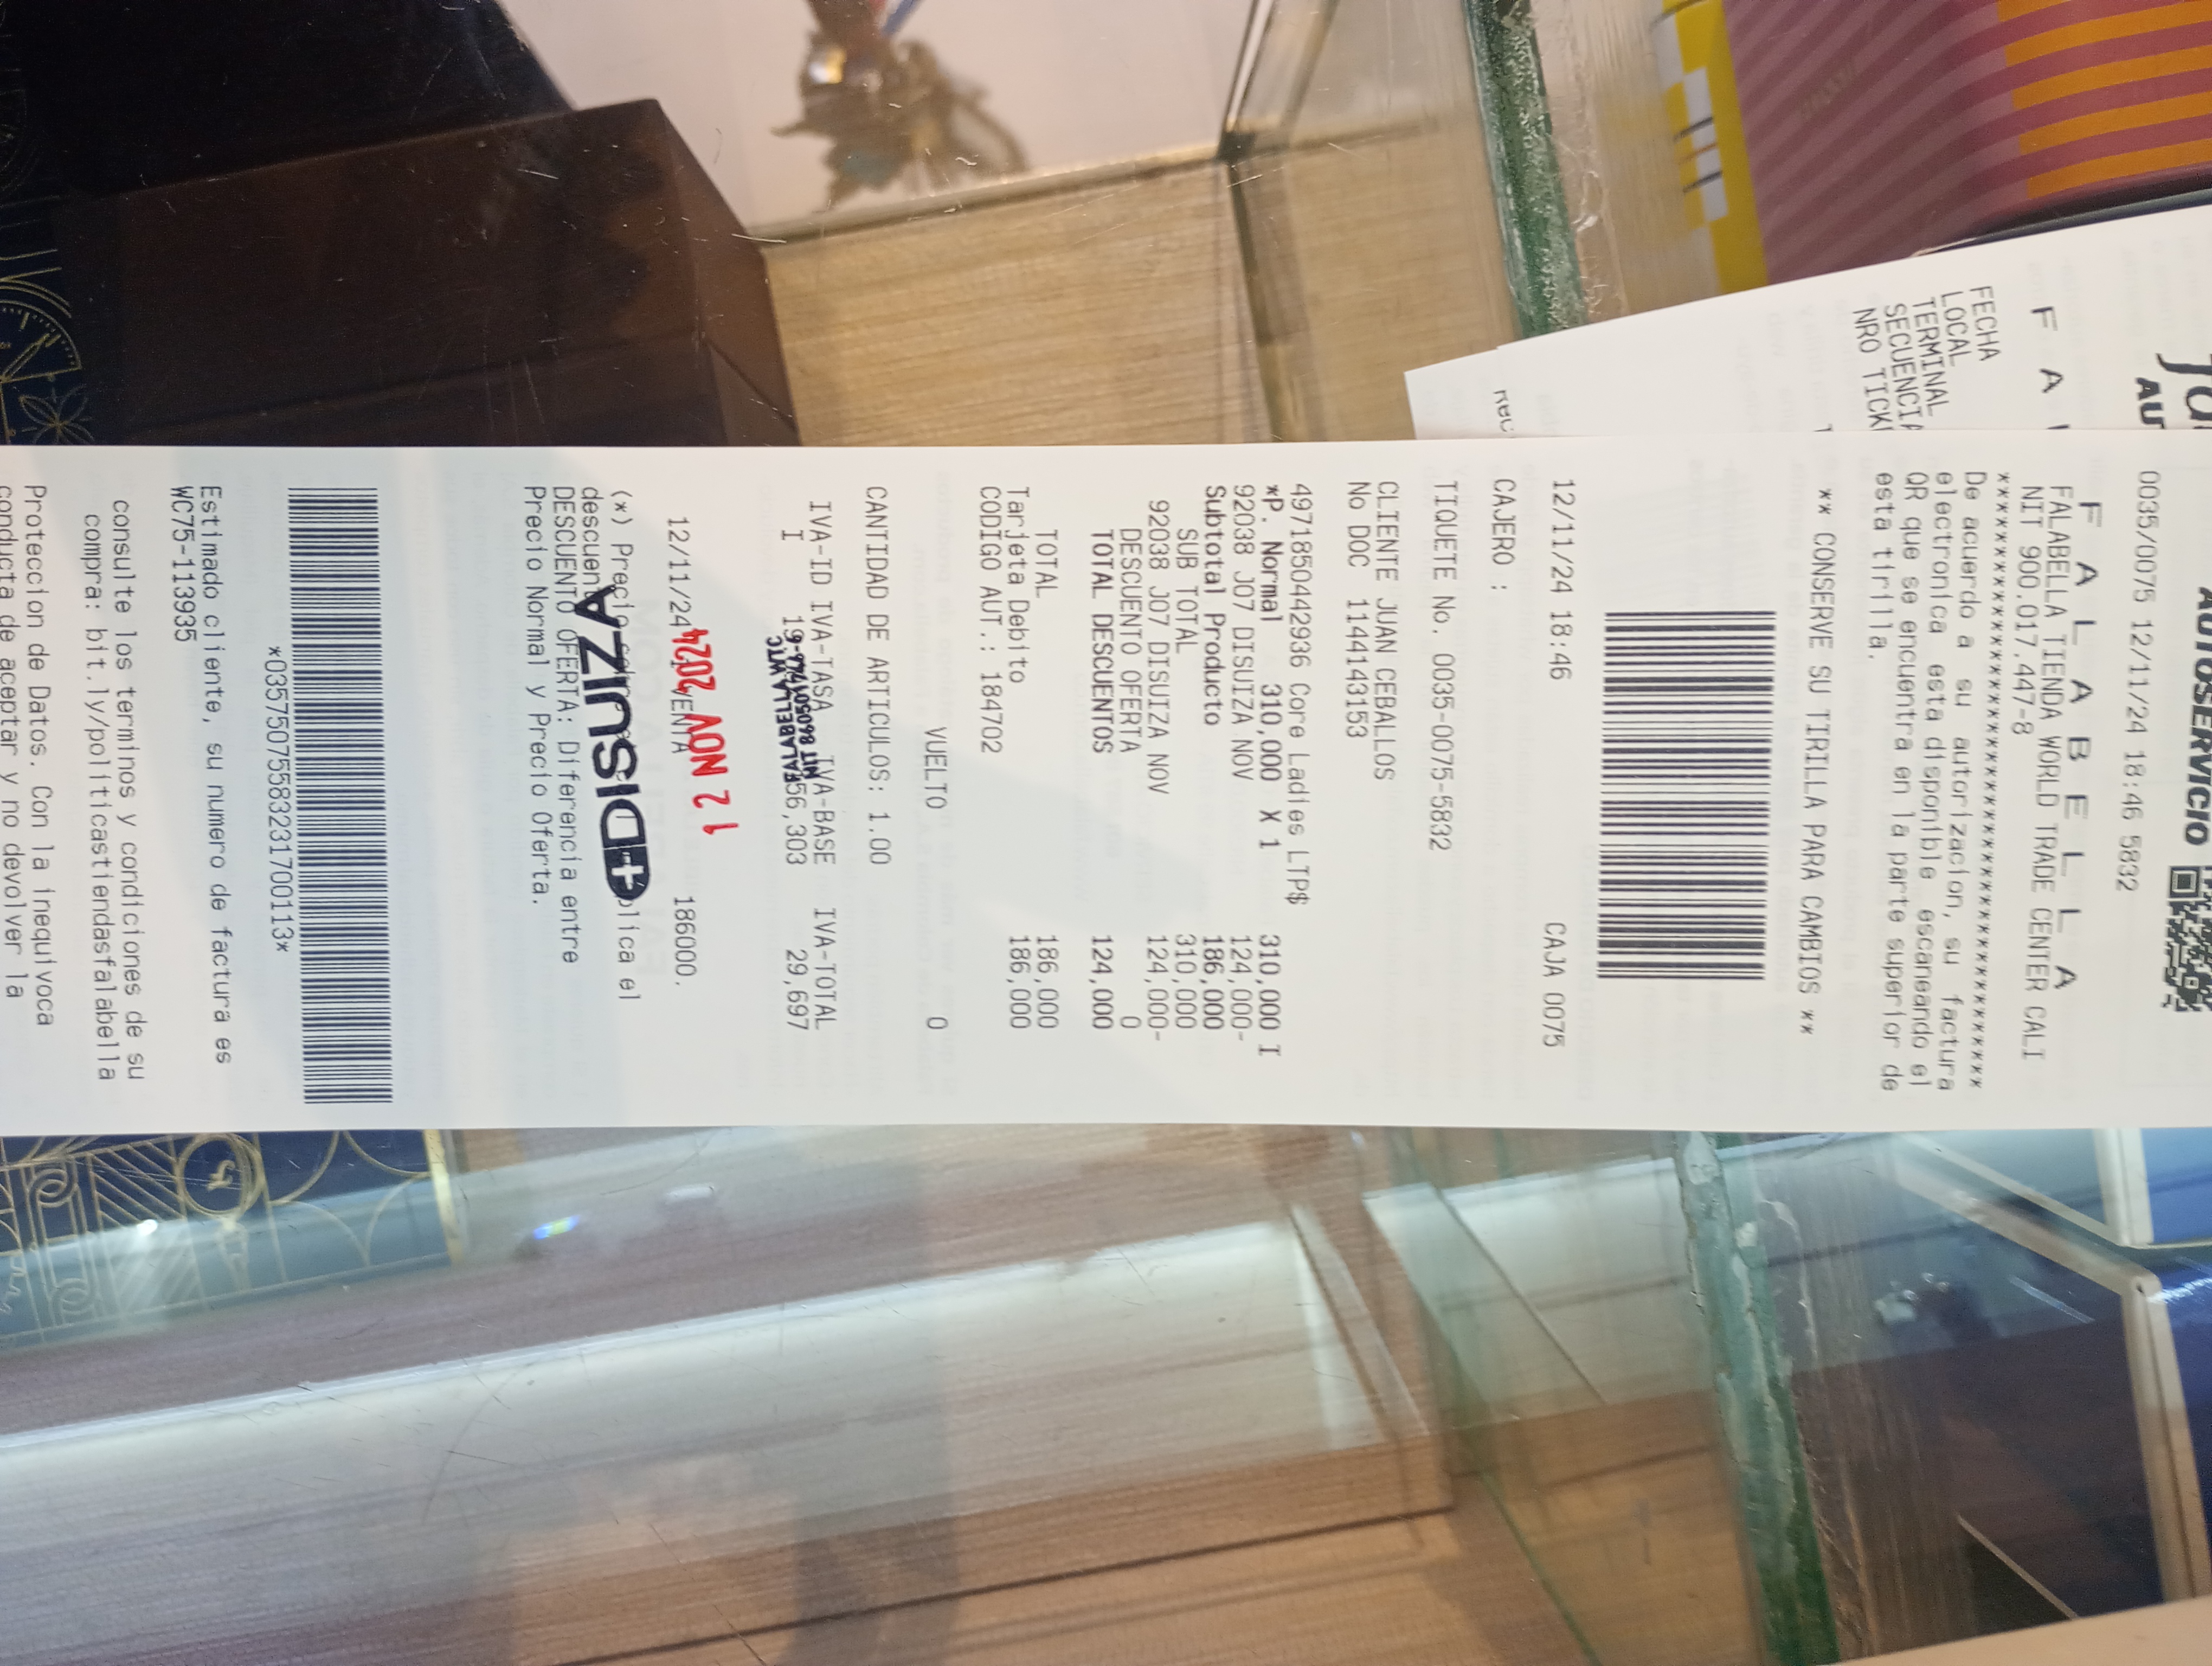 AUTOSERVICIO
0035/0075 12/11/24 18:46 5832
F A L A B E L L A
FALABELLA TIENDA WORLD TRADE CENTER CALI
NIT 900.017.447-8
****************************************
De acuerdo a su autorizacion, su factura
electronica esta disponible escaneando el
QR que se encuentra en la parte superior de
esta tirilla.
** CONSERVE SU TIRILLA PARA CAMBIOS **
12/11/24 18:46 CAJA 0075
CAJERO :
TIQUETE No. 0035-0075-5832
CLIENTE JUAN CEBALLOS
No DOC 1144143153
4971850442936 Core Ladies LTP$
*P. Normal 310,000 X 1 310,000 I
92038 J07 DISUIZA NOV 124,000-
Subtotal Producto 186,000
SUB TOTAL 310,000
92038 J07 DISUIZA NOV 124,000-
DESCUENTO OFERTA 0
TOTAL DESCUENTOS 124,000
TOTAL 186,000
Tarjeta Debito 186,000
CODIGO AUT.: 184702
VUELTO 0
CANTIDAD DE ARTICULOS: 1.00
IVA-ID IVA-TASA IVA-BASE IVA-TOTAL
I 19 156,303 29,697
FALABELLA WTC
12/11/24 VENTA 186000.
1 2 NOV 2024
DISUIZA
(*) Precio
descuent
DESCUENTO OFERTA: Diferencia entre
Precio Normal y Precio Oferta.
*0357507558323170​0113*
Estimado cliente, su numero de factura es
WC75-113935
consulte los terminos y condiciones de su
compra: bit.ly/politicastiendasfalabella
Proteccion de Datos. Con la inequivoca
conducta de aceptar y no devolver la
F A
FECHA
LOCAL
TERMINAL
SECUENCIA
NRO TICK